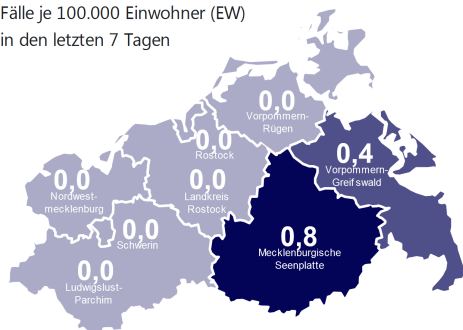 Fälle je 100.000 Einwohner (EW)
in den letzten 7 Tagen
0,0
Vorpommern-
Rügen
0,0
Rostock
0,4
Vorpommern-
Greifswald
0,0
Nordwest-
mecklenburg
0,0
Landkreis
Rostock
0,0
Schwerin
0,8
Mecklenburgische
Seenplatte
0,0
Ludwigslust-
Parchim